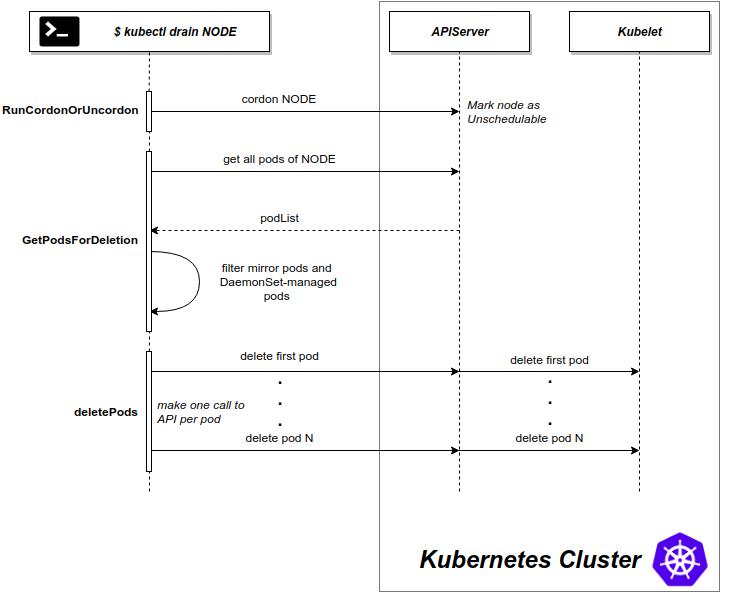 $ kubectl drain NODE
APIServer
Kubelet
cordon NODE
RunCordonOrUncordon
Mark node as
Unschedulable
get all pods of NODE
podList
GetPodsForDeletion
filter mirror pods and
DaemonSet-managed
pods
delete first pod
delete first pod
deletePods
make one call to
API per pod
delete pod N
delete pod N
Kubernetes Cluster